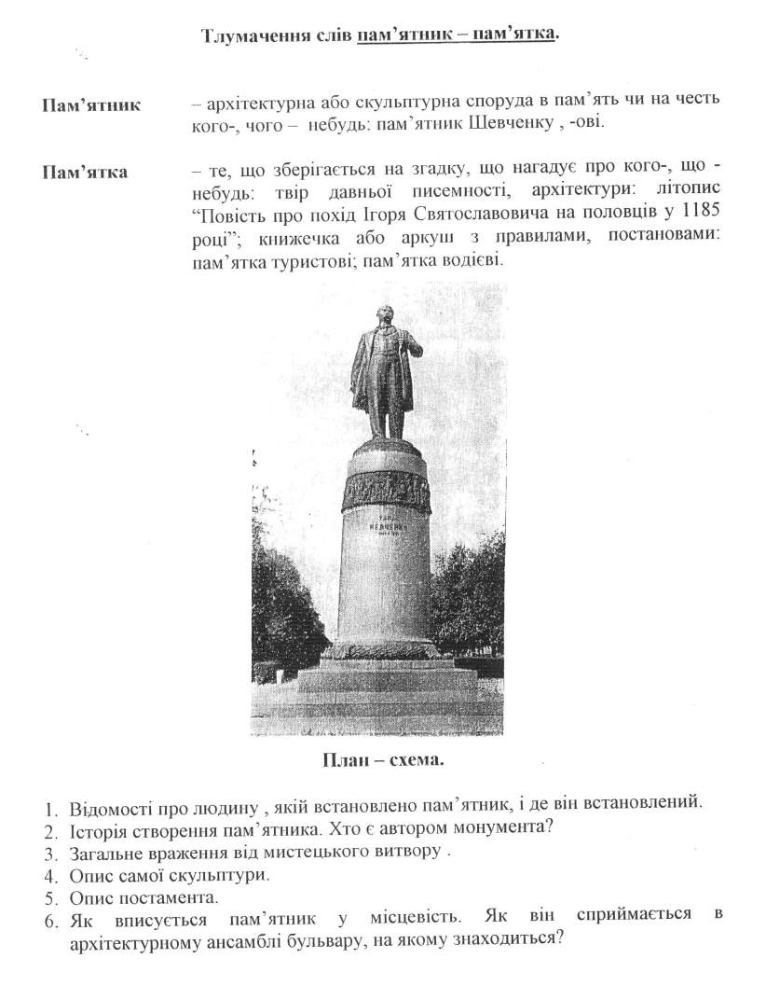 Тлумачення слів пам’ятник – пам’ятка.
Пам’ятник – архітектурна або скульптурна споруда в пам’ять чи на честь
кого-, чого – небудь: пам’ятник Шевченку , -ові.
Пам’ятка – те, що зберігається на згадку, що нагадує про кого-, що -
небудь: твір давньої писемності, архітектури: літопис
“Повість про похід Ігоря Святославовича на половців у 1185
році”; книжечка або аркуш з правилами, постановами:
пам’ятка туристові; пам’ятка водієві.
План – схема.
1. Відомості про людину , якій встановлено пам’ятник, і де він встановлений.
2. Історія створення пам’ятника. Хто є автором монумента?
3. Загальне враження від мистецького витвору .
4. Опис самої скульптури.
5. Опис постамента.
6. Як вписується пам’ятник у місцевість. Як він сприймається в
архітектурному ансамблі бульвару, на якому знаходиться?